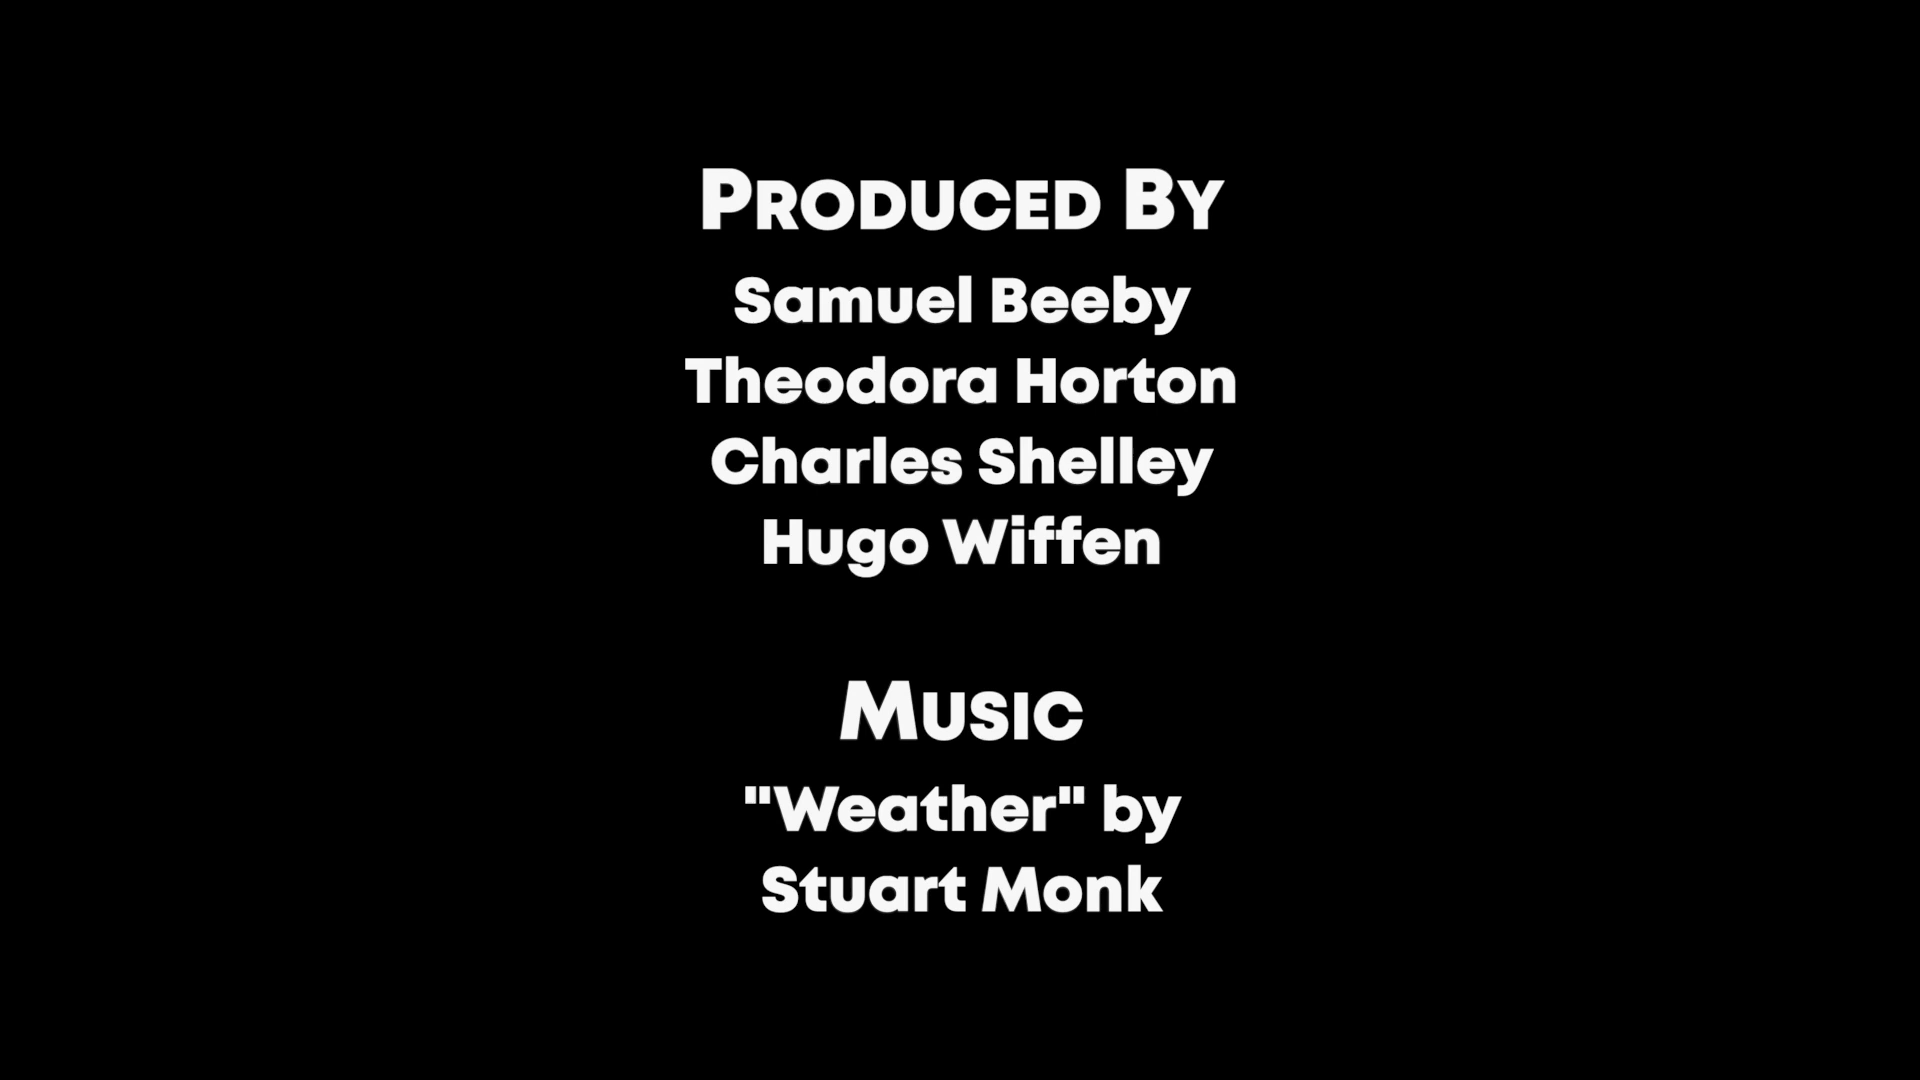 Produced By
Samuel Beeby
Theodora Horton
Charles Shelley
Hugo Wiffen
Music
"Weather" by
Stuart Monk